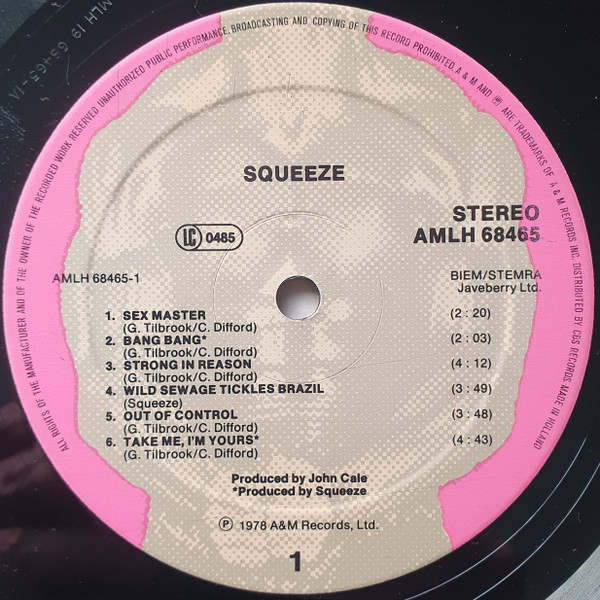 MLH 19 68465-1A
ALL RIGHTS OF THE MANUFACTURER AND OF THE OWNER OF THE RECORDED WORK RESERVED UNAUTHORIZED PUBLIC PERFORMANCE, BROADCASTING AND COPYING OF THIS RECORD PROHIBITED. A & M AND ® ARE TRADEMARKS OF A & M RECORDS INC. DISTRIBUTED BY CBS RECORDS. MADE IN HOLLAND
SQUEEZE
STEREO
LC 0485 AMLH 68465
AMLH 68465-1 BIEM/STEMRA
Javeberry Ltd.
1. SEX MASTER (2 : 20)
(G. Tilbrook/C. Difford)
2. BANG BANG* (2 : 03)
(G. Tilbrook/C. Difford)
3. STRONG IN REASON (4 : 12)
(G. Tilbrook/C. Difford)
4. WILD SEWAGE TICKLES BRAZIL (3 : 49)
(Squeeze)
5. OUT OF CONTROL (3 : 48)
(G. Tilbrook/C. Difford)
6. TAKE ME, I'M YOURS* (4 : 43)
(G. Tilbrook/C. Difford)
Produced by John Cale
*Produced by Squeeze
℗ 1978 A&M Records, Ltd.
1